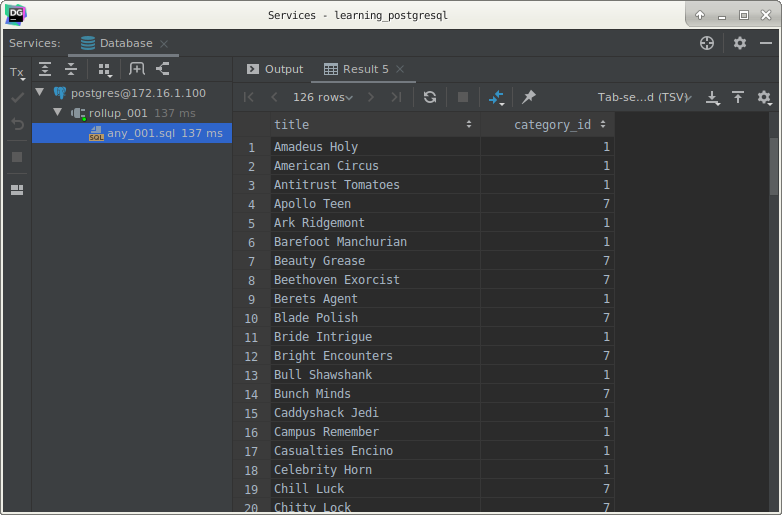 DG
Services - learning_postgresql
Services:
Database
Tx
postgres@172.16.1.100
rollup_001 137 ms
SQL any_001.sql 137 ms
Output
Result 5
126 rows
Tab-se...d (TSV)
title category_id
1 Amadeus Holy 1
2 American Circus 1
3 Antitrust Tomatoes 1
4 Apollo Teen 7
5 Ark Ridgemont 1
6 Barefoot Manchurian 1
7 Beauty Grease 7
8 Beethoven Exorcist 7
9 Berets Agent 1
10 Blade Polish 7
11 Bride Intrigue 1
12 Bright Encounters 7
13 Bull Shawshank 1
14 Bunch Minds 7
15 Caddyshack Jedi 1
16 Campus Remember 1
17 Casualties Encino 1
18 Celebrity Horn 1
19 Chill Luck 7
20 Chitty Lock 7